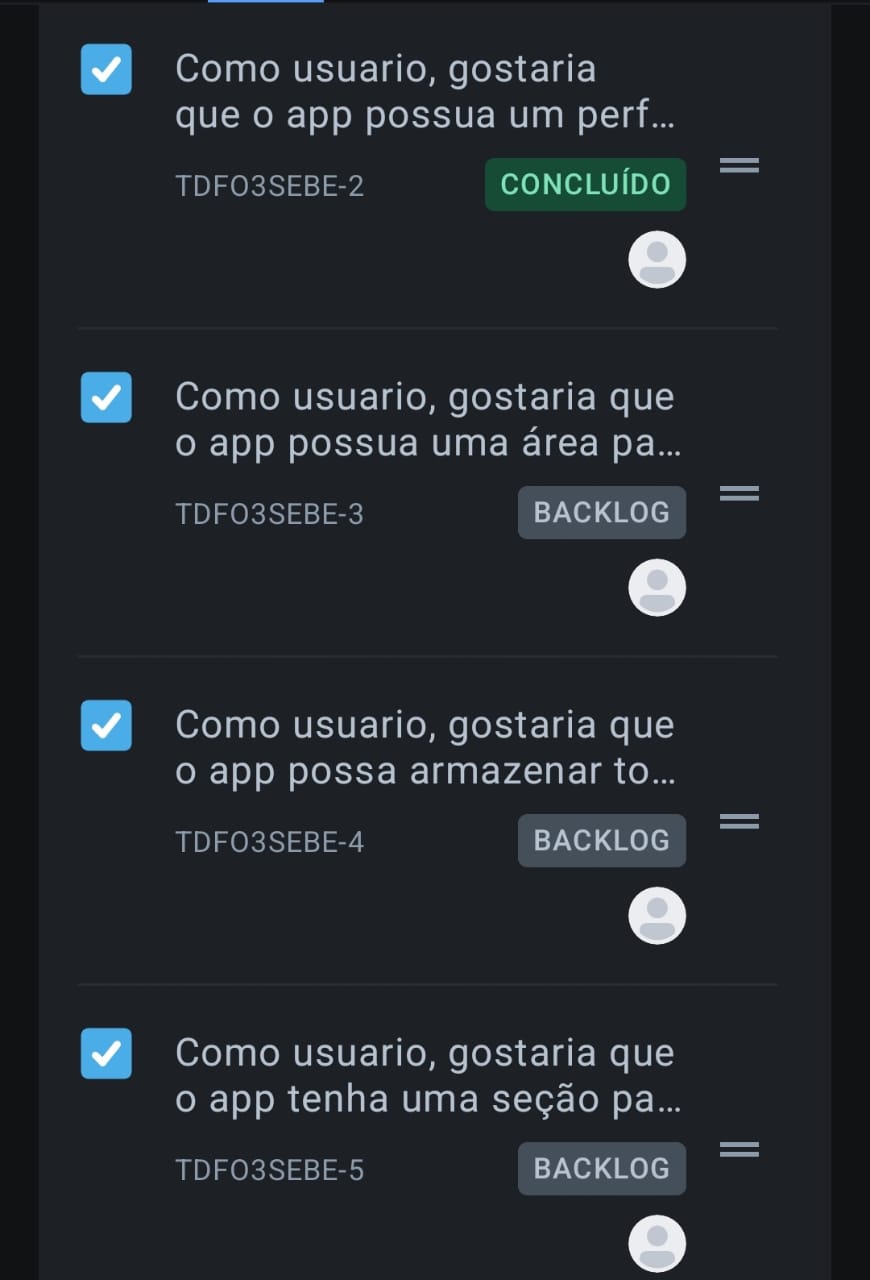 Como usuario, gostaria
que o app possua um perf...
TDFO3SEBE-2
CONCLUÍDO
Como usuario, gostaria que
o app possua uma área pa...
TDFO3SEBE-3
BACKLOG
Como usuario, gostaria que
o app possa armazenar to...
TDFO3SEBE-4
BACKLOG
Como usuario, gostaria que
o app tenha uma seção pa...
TDFO3SEBE-5
BACKLOG